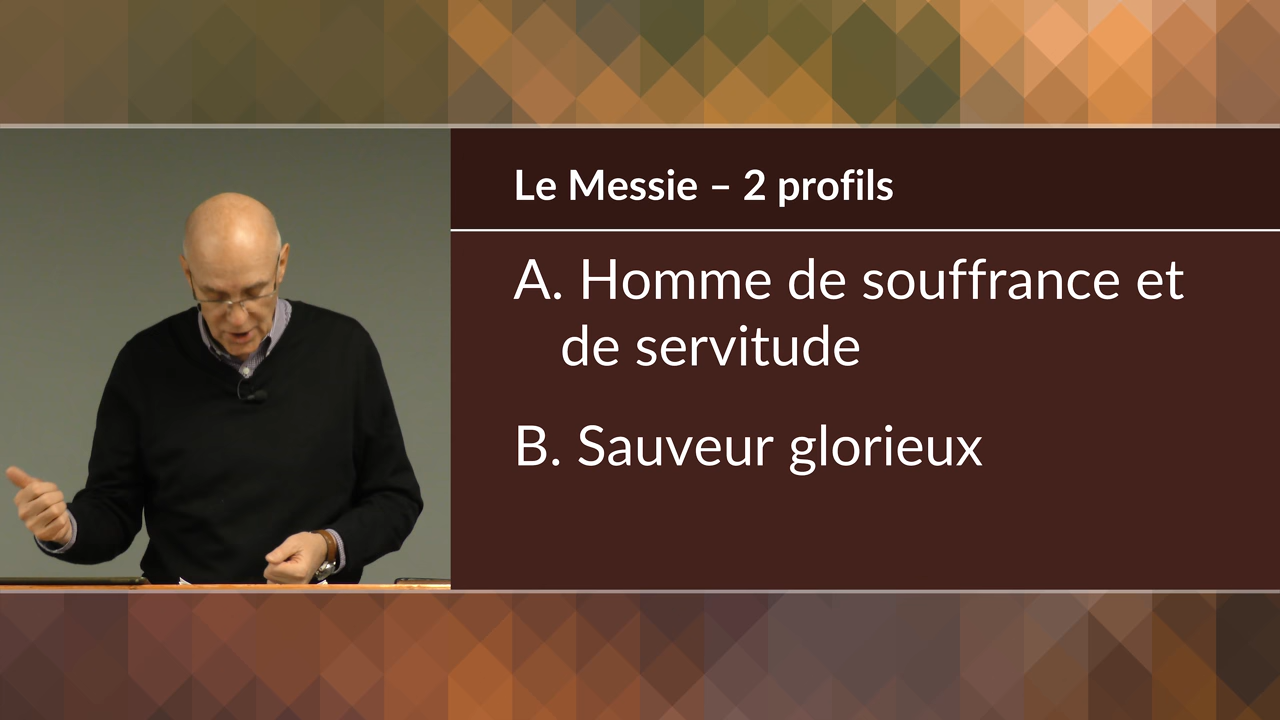 Le Messie – 2 profils
A. Homme de souffrance et
de servitude
B. Sauveur glorieux